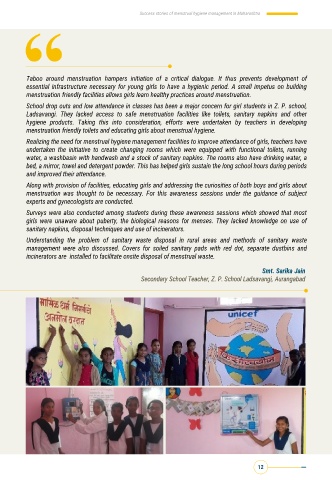 Success stories of menstrual hygiene management in Maharashtra
Taboo around menstruation hampers initiation of a critical dialogue. It thus prevents development of
essential infrastructure necessary for young girls to have a hygienic period. A small impetus on building
menstruation friendly facilities allows girls learn healthy practices around menstruation.
School drop outs and low attendance in classes has been a major concern for girl students in Z. P. school,
Ladsavangi. They lacked access to safe menstruation facilities like toilets, sanitary napkins and other
hygiene products. Taking this into consideration, efforts were undertaken by teachers in developing
menstruation friendly toilets and educating girls about menstrual hygiene.
Realizing the need for menstrual hygiene management facilities to improve attendance of girls, teachers have
undertaken the initiative to create changing rooms which were equipped with functional toilets, running
water, a washbasin with handwash and a stock of sanitary napkins. The rooms also have drinking water, a
bed, a mirror, towel and detergent powder. This has helped girls sustain the long school hours during periods
and improved their attendance.
Along with provision of facilities, educating girls and addressing the curiosities of both boys and girls about
menstruation was thought to be necessary. For this awareness sessions under the guidance of subject
experts and gynecologists are conducted.
Surveys were also conducted among students during those awareness sessions which showed that most
girls were unaware about puberty, the biological reasons for menses. They lacked knowledge on use of
sanitary napkins, disposal techniques and use of incinerators.
Understanding the problem of sanitary waste disposal in rural areas and methods of sanitary waste
management were also discussed. Covers for soiled sanitary pads with red dot, separate dustbins and
incinerators are installed to facilitate onsite disposal of menstrual waste.
Smt. Sarika Jain
Secondary School Teacher, Z. P. School Ladsavangi, Aurangabad
मासिक धर्म निसर्गाचे
अनमोल वरदान
unicef
12